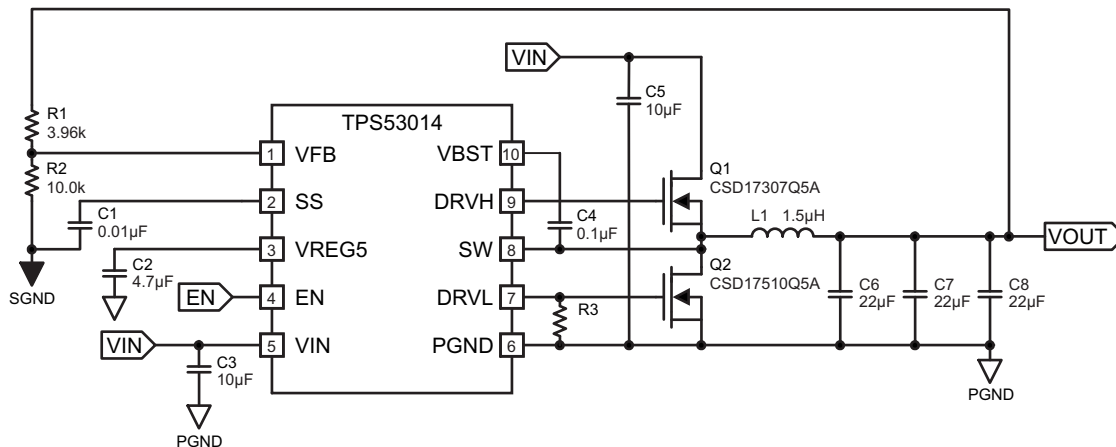 VIN
C5
10µF
R1
3.96k
TPS53014
1 VFB
VBST 10
R2
10.0k
Q1
CSD17307Q5A
2 SS
DRVH 9
C1
0.01µF
C4
0.1µF
L1 1.5µH
3 VREG5
SW 8
VOUT
C2
4.7µF
Q2
CSD17510Q5A
SGND
EN
4 EN
DRVL 7
R3
C6
22µF
C7
22µF
C8
22µF
VIN
5 VIN
PGND 6
C3
10µF
PGND
PGND